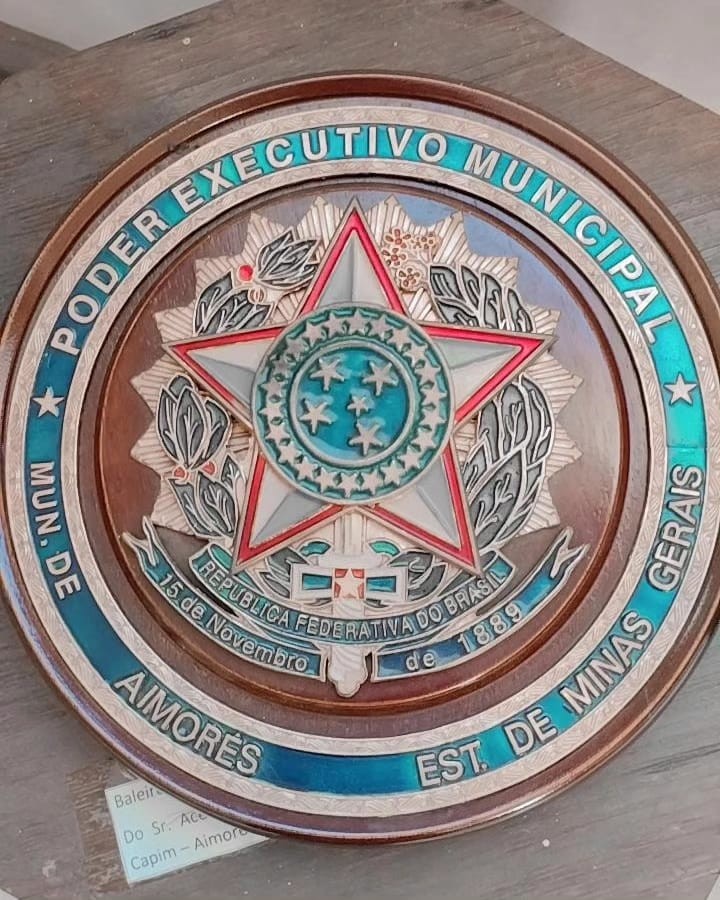 PODER EXECUTIVO MUNICIPAL
MUN. DE AIMORÉS EST. DE MINAS GERAIS
REPÚBLICA FEDERATIVA DO BRASIL
15 de Novembro de 1889
Do Sr.
Capim –